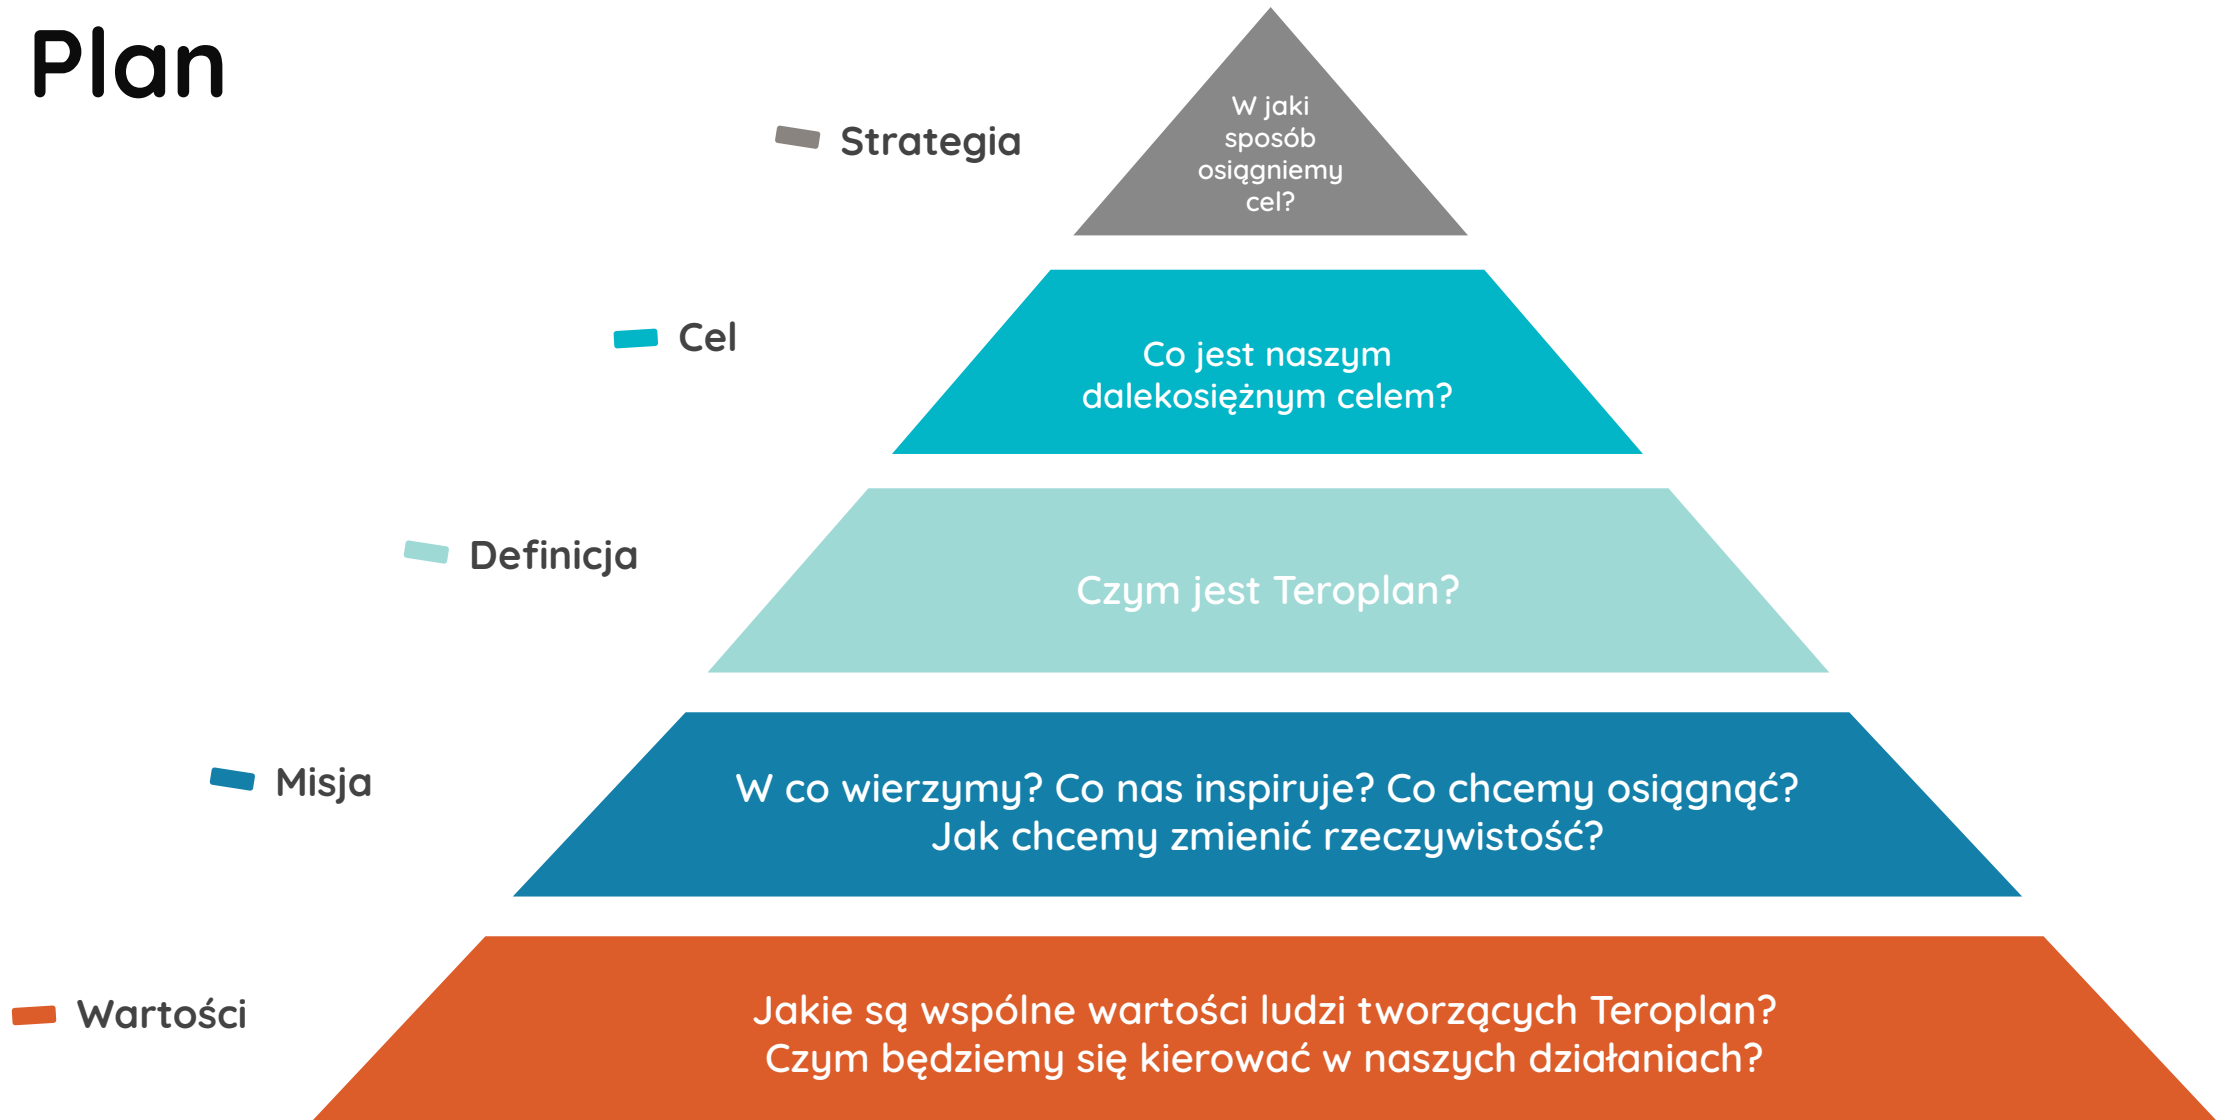 Plan
Strategia
W jaki
sposób
osiągniemy
cel?
Cel
Co jest naszym
dalekosiężnym celem?
Definicja
Czym jest Teroplan?
Misja
W co wierzymy? Co nas inspiruje? Co chcemy osiągnąć?
Jak chcemy zmienić rzeczywistość?
Wartości
Jakie są wspólne wartości ludzi tworzących Teroplan?
Czym będziemy się kierować w naszych działaniach?